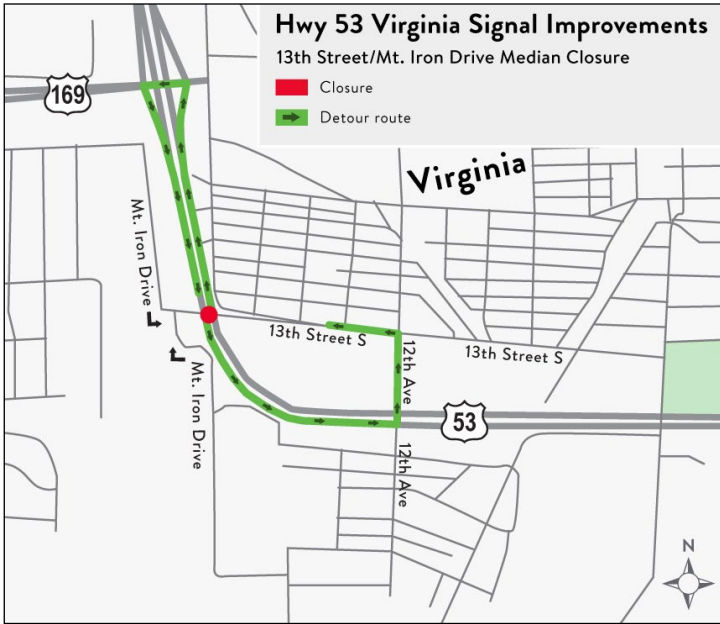 Hwy 53 Virginia Signal Improvements
13th Street/Mt. Iron Drive Median Closure
Closure
Detour route
169
Virginia
Mt. Iron Drive
13th Street S
12th Ave
13th Street S
Mt. Iron Drive
53
12th Ave
N